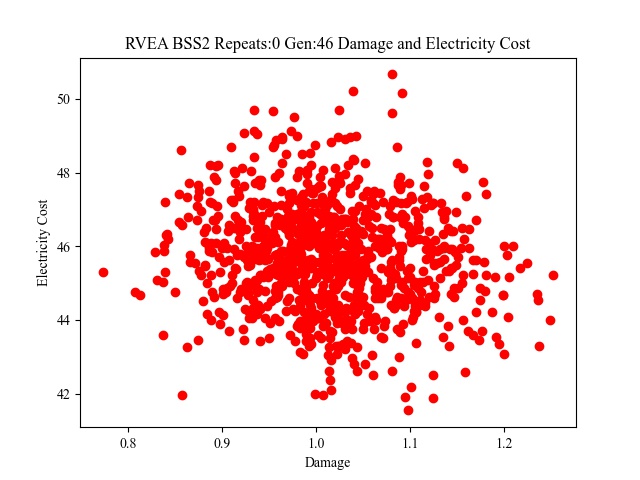 RVEA BSS2 Repeats:0 Gen:46 Damage and Electricity Cost
50
48
46
44
42
Electricity Cost
0.8 0.9 1.0 1.1 1.2
Damage